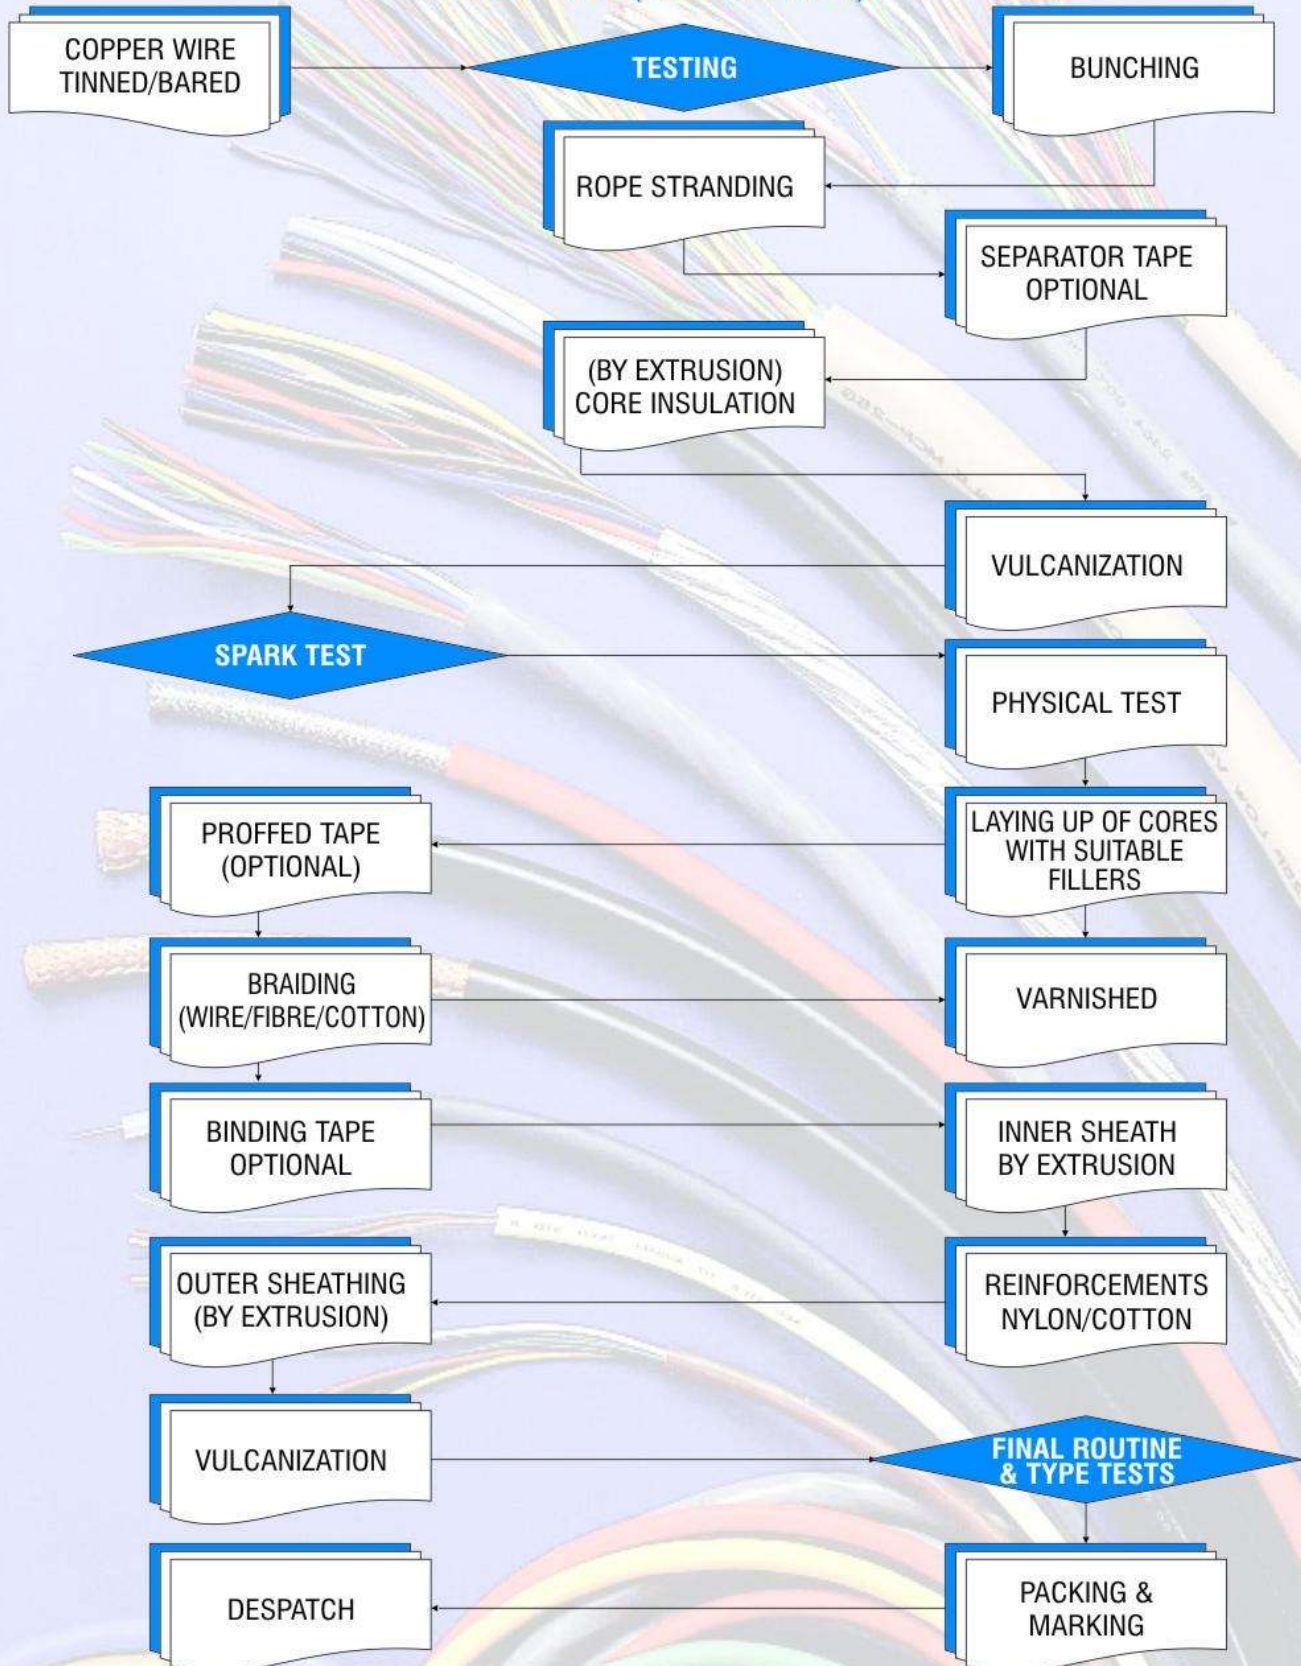 COPPER WIRE
TINNED/BARED
TESTING
BUNCHING
ROPE STRANDING
SEPARATOR TAPE
OPTIONAL
(BY EXTRUSION)
CORE INSULATION
VULCANIZATION
SPARK TEST
PHYSICAL TEST
PROFFED TAPE
(OPTIONAL)
LAYING UP OF CORES
WITH SUITABLE
FILLERS
BRAIDING
(WIRE/FIBRE/COTTON)
VARNISHED
BINDING TAPE
OPTIONAL
INNER SHEATH
BY EXTRUSION
OUTER SHEATHING
(BY EXTRUSION)
REINFORCEMENTS
NYLON/COTTON
VULCANIZATION
FINAL ROUTINE
& TYPE TESTS
DESPATCH
PACKING &
MARKING